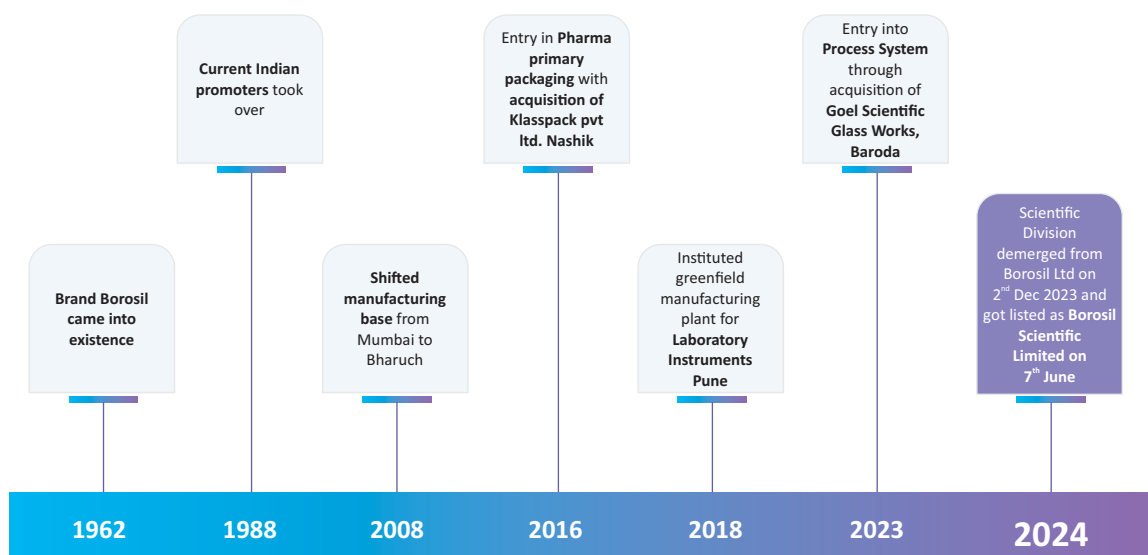 Brand Borosil
came into
existence
1962
Current Indian
promoters took
over
1988
Shifted
manufacturing
base from
Mumbai to
Bharuch
2008
Entry in Pharma
primary
packaging with
acquisition of
Klasspack pvt
ltd. Nashik
2016
Instituted
greenfield
manufacturing
plant for
Laboratory
Instruments
Pune
2018
Entry into
Process System
through
acquisition of
Goel Scientific
Glass Works,
Baroda
2023
Scientific
Division
demerged from
Borosil Ltd on
2nd Dec 2023 and
got listed as Borosil
Scientific
Limited on
7th June
2024